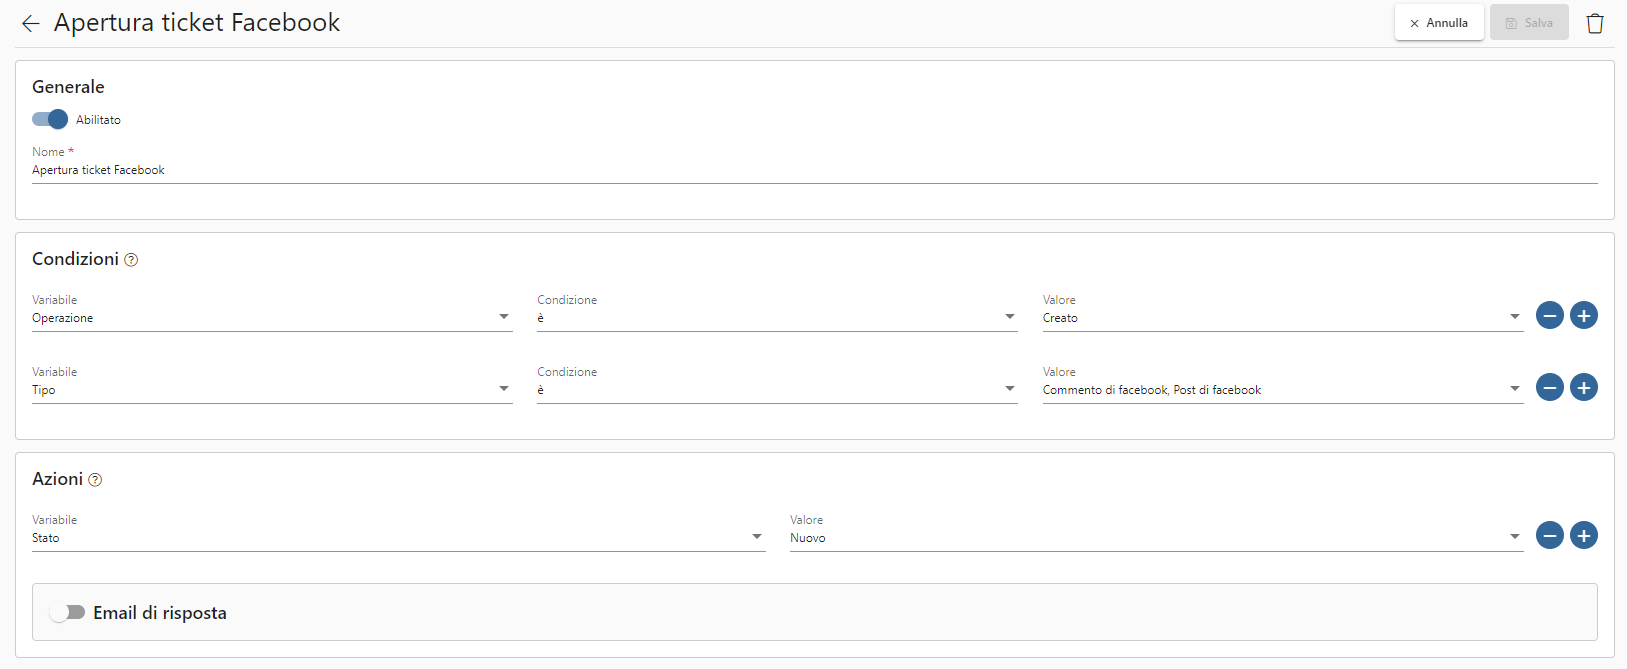 Apertura ticket Facebook
Annulla
Salva
Generale
Abilitato
Nome *
Apertura ticket Facebook
Condizioni ?
Variabile Condizione Valore
Operazione è Creato
Variabile Condizione Valore
Tipo è Commento di facebook, Post di facebook
Azioni ?
Variabile Valore
Stato Nuovo
Email di risposta